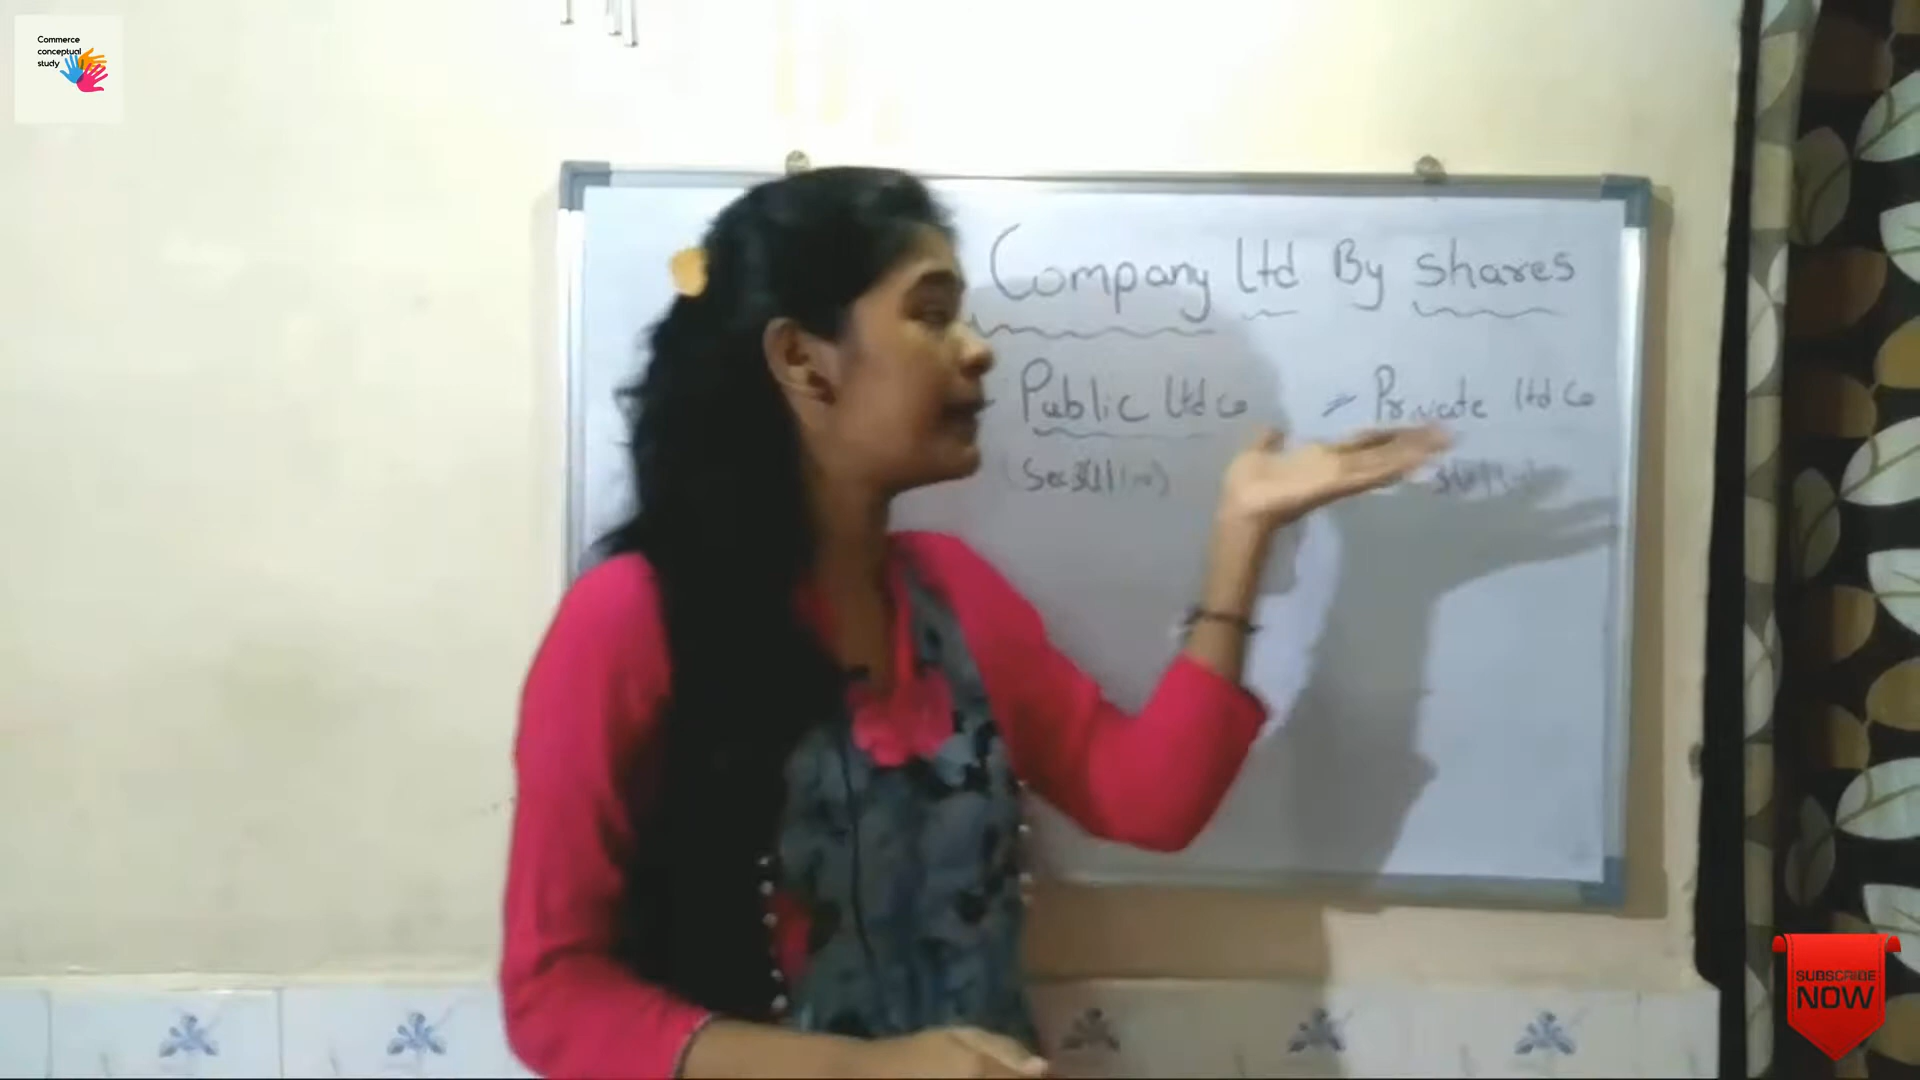 Commerce
conceptual
study
Company Ltd By Shares
Public Ltd Co
Private Ltd Co
SUBSCRIBE
NOW